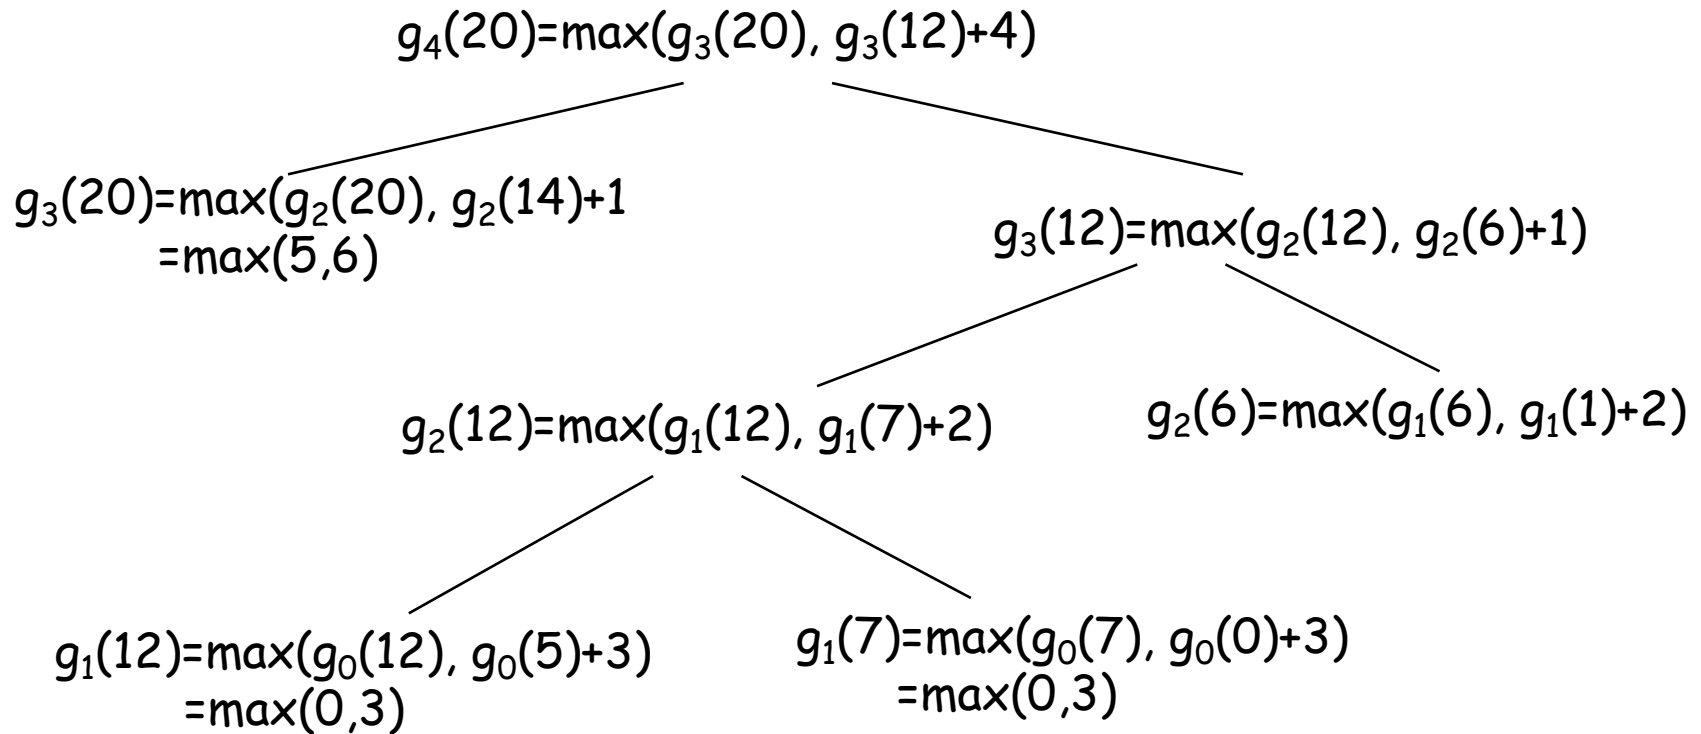 g₄(20)=max(g₃(20), g₃(12)+4)
g₃(20)=max(g₂(20), g₂(14)+1
=max(5,6)
g₃(12)=max(g₂(12), g₂(6)+1)
g₂(12)=max(g₁(12), g₁(7)+2)
g₂(6)=max(g₁(6), g₁(1)+2)
g₁(12)=max(g₀(12), g₀(5)+3)
=max(0,3)
g₁(7)=max(g₀(7), g₀(0)+3)
=max(0,3)